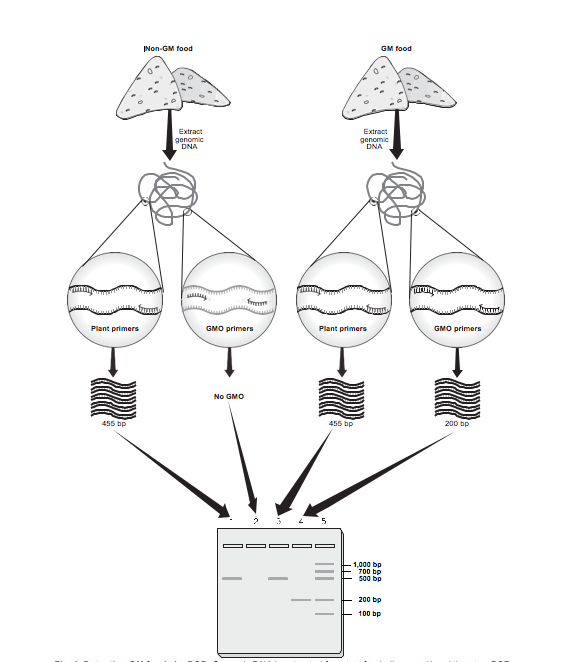 Non-GM food
GM food
Extract
genomic
DNA
Extract
genomic
DNA
Plant primers
GMO primers
Plant primers
GMO primers
455 bp
No GMO
455 bp
200 bp
1 2 3 4 5
1,000 bp
700 bp
500 bp
200 bp
100 bp